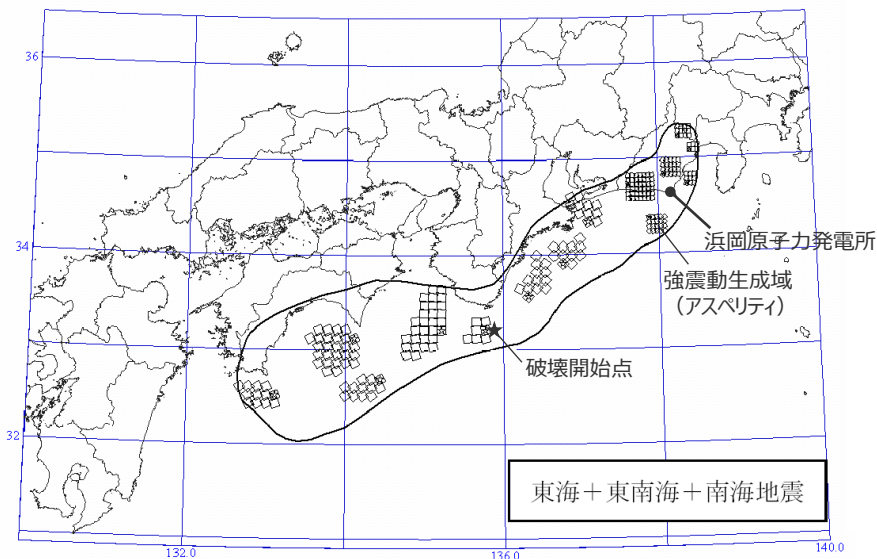 36
34
32
浜岡原子力発電所
強震動生成域
（アスペリティ）
破壊開始点
東海＋東南海＋南海地震
132.0
136.0
140.0